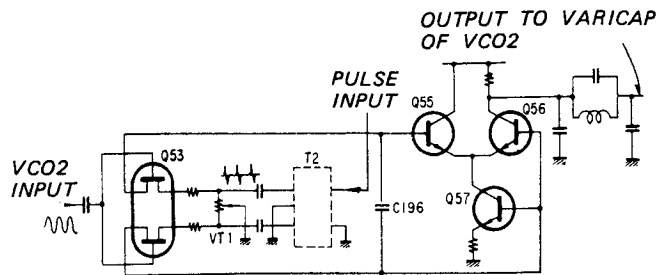 OUTPUT TO VARICAP
OF VCO2
PULSE
INPUT
Q55
Q56
VCO2
INPUT
Q53
T2
Q57
C196
VT1